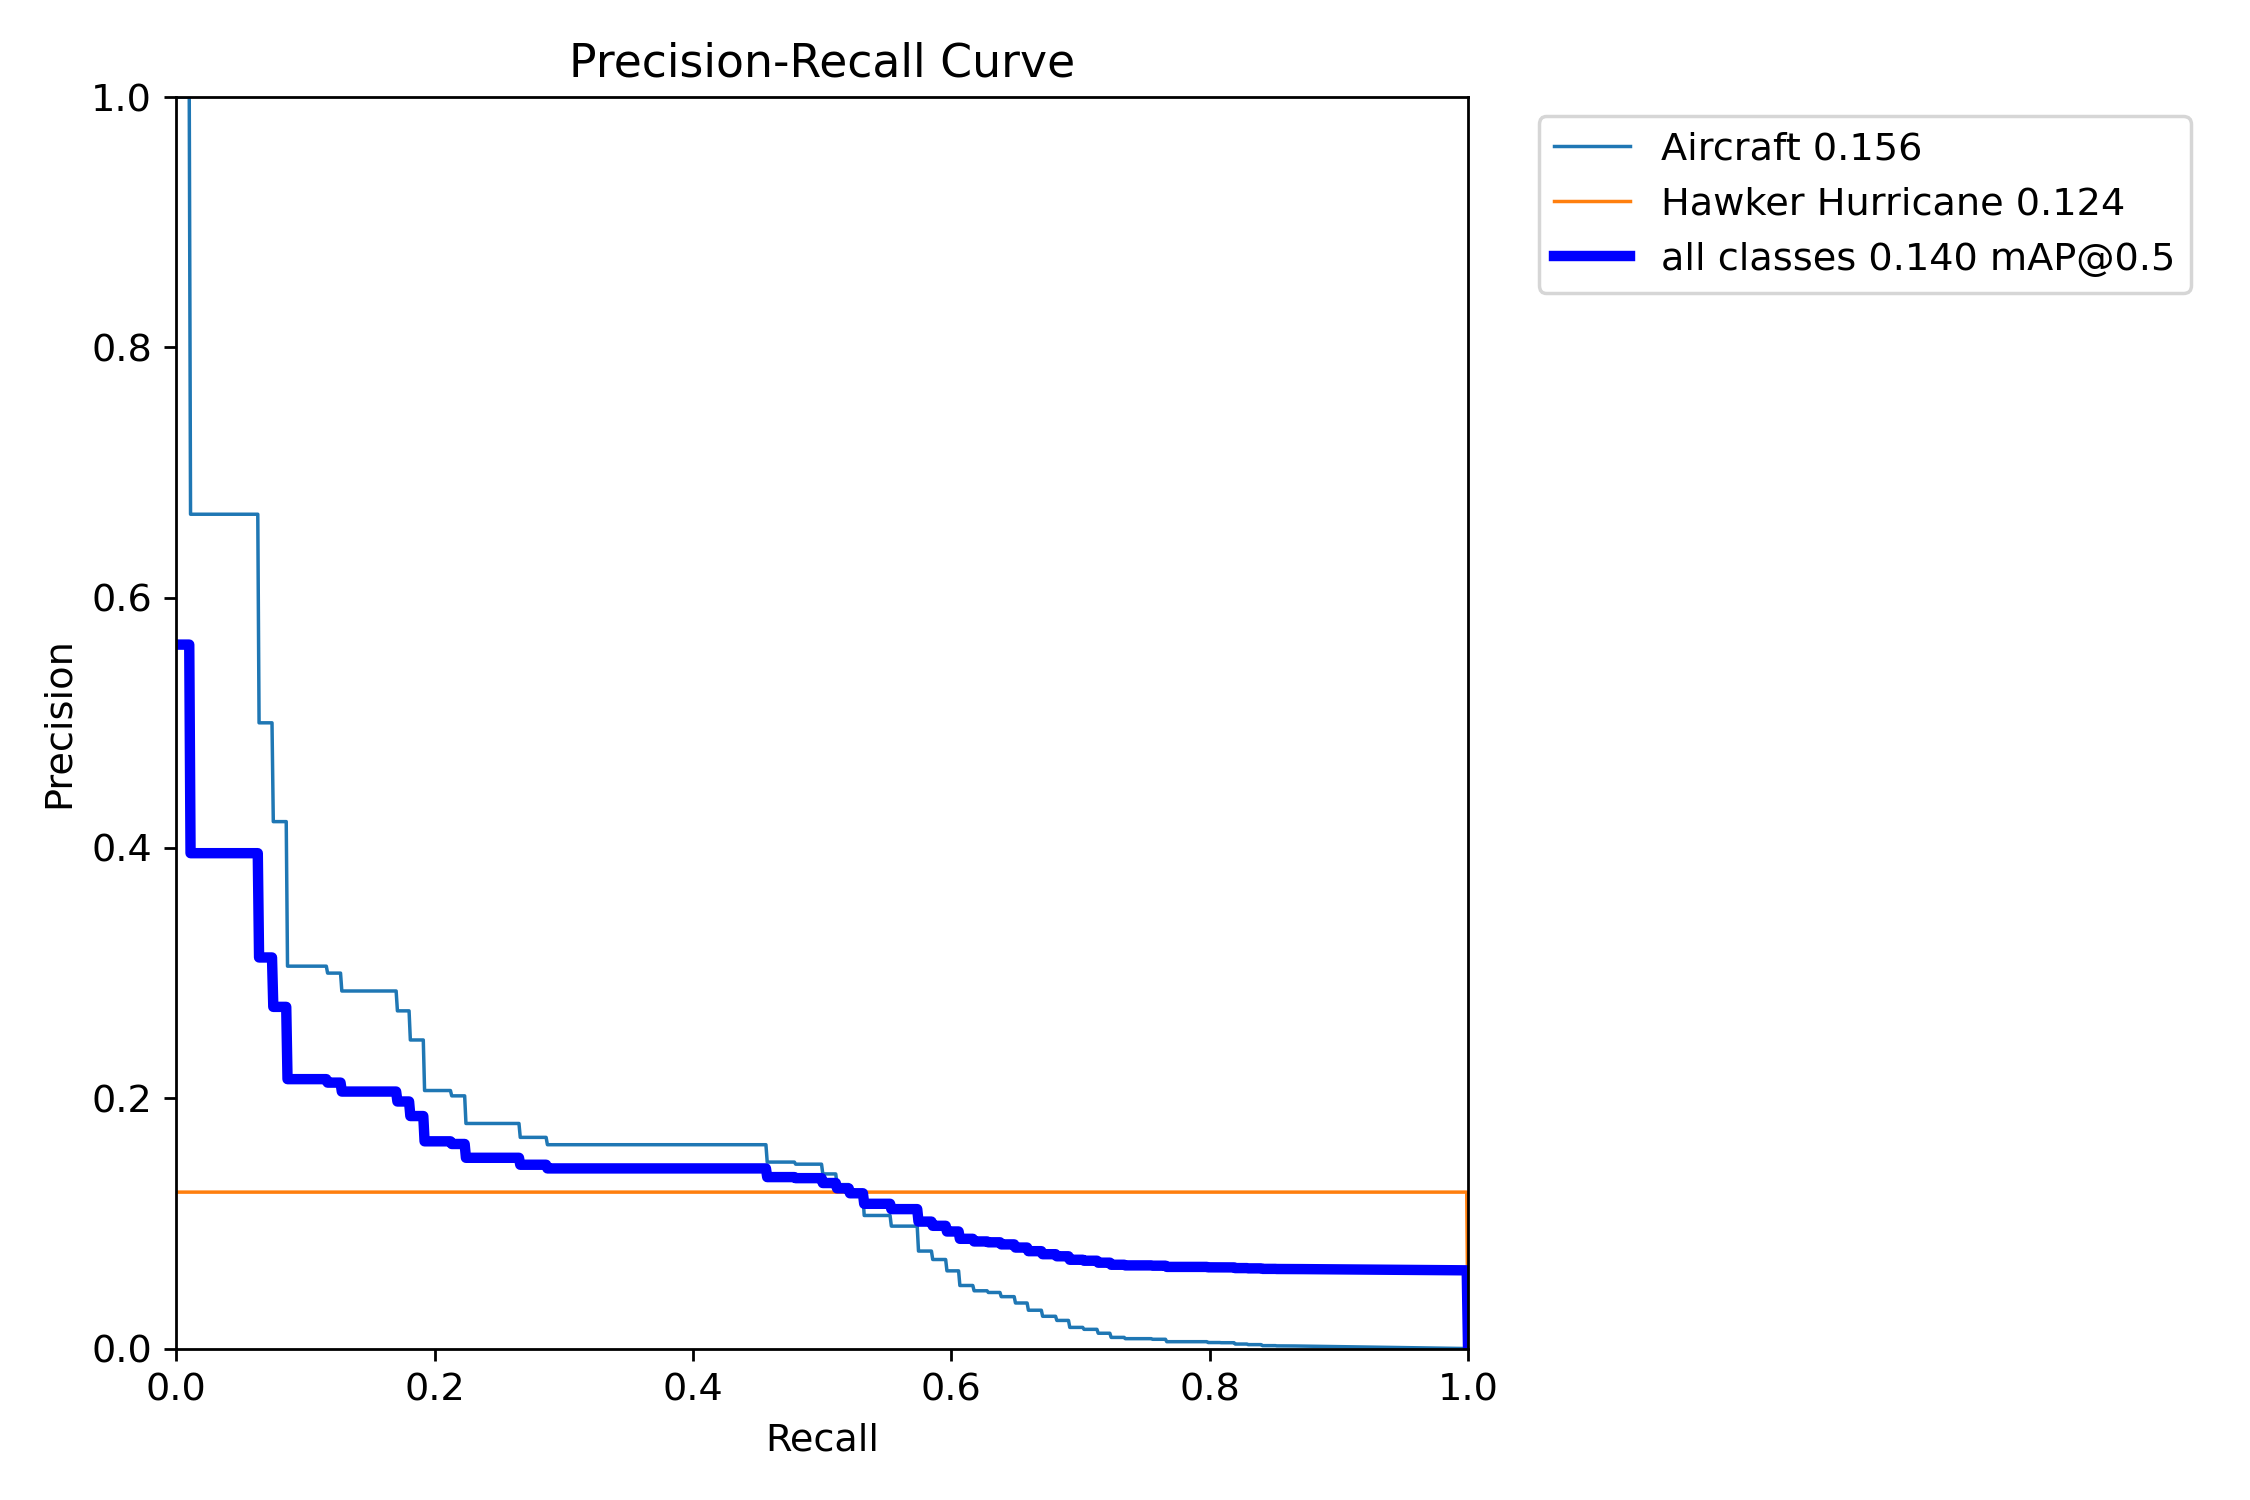 Precision-Recall Curve
1.0
0.8
0.6
0.4
0.2
0.0
Precision
0.0 0.2 0.4 0.6 0.8 1.0
Recall
Aircraft 0.156
Hawker Hurricane 0.124
all classes 0.140 mAP@0.5